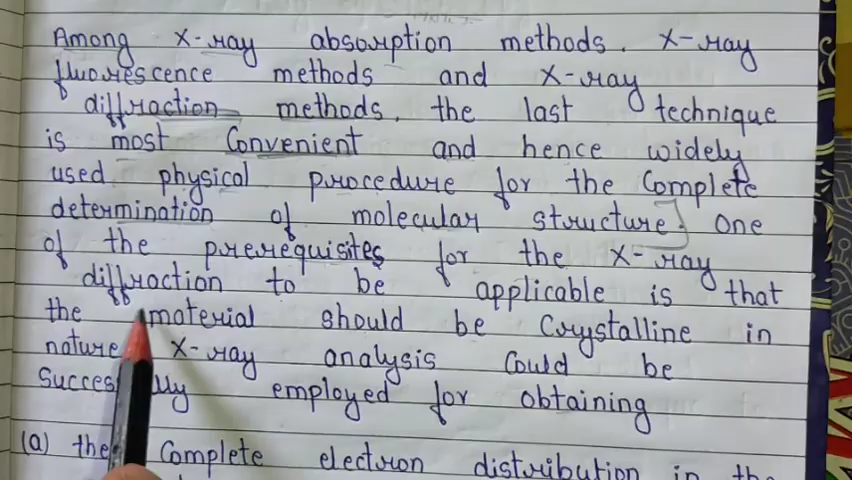 Among X-ray absorption methods. X-ray
fluorescence methods and X-ray
diffraction methods, the last technique
is most Convenient and hence widely
used physical procedure for the Complete
determination of molecular structure. One
of the prerequisites for the X-ray
diffraction to be applicable is that
the material should be Crystalline in
nature X-ray analysis Could be
employed for obtaining
(a) the Complete electron distribution in the